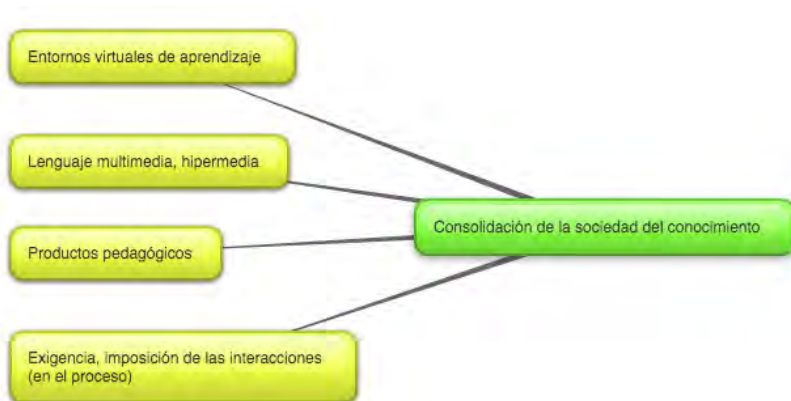 Entornos virtuales de aprendizaje
Lenguaje multimedia, hipermedia
Consolidación de la sociedad del conocimiento
Productos pedagógicos
Exigencia, imposición de las interacciones
(en el proceso)